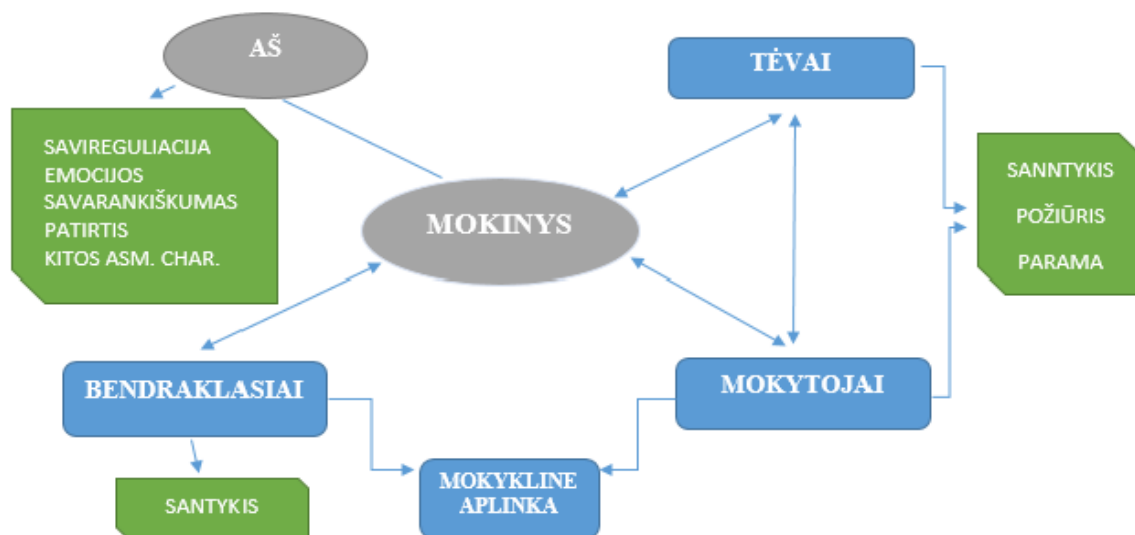 AŠ
TĖVAI
SAVIREGULIACIJA
EMOCIJOS
SAVARANKIŠKUMAS
PATIRTIS
KITOS ASM. CHAR.
MOKINYS
SANNTYKIS
POŽIŪRIS
PARAMA
BENDRAKLASIAI
MOKYTOJAI
MOKYKLINE
APLINKA
SANTYKIS